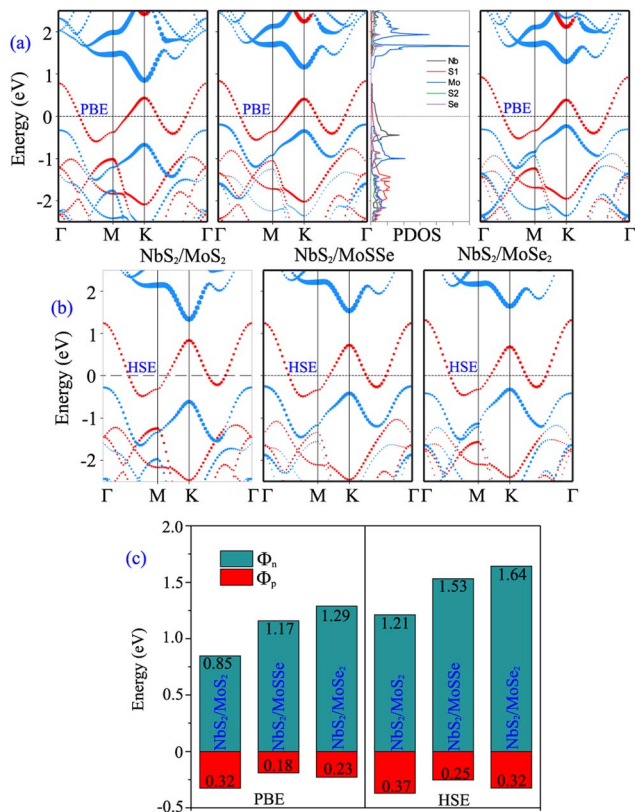 (a)
Energy (eV)
2
1
0
-1
-2
PBE
PBE
Nb
S1
Mo
S2
Se
PBE
Γ M K Γ
Γ M K Γ
PDOS
Γ M K Γ
NbS₂/MoS₂
NbS₂/MoSSe
NbS₂/MoSe₂
(b)
Energy (eV)
2
1
0
-1
-2
HSE
HSE
HSE
Γ M K Γ
Γ M K Γ
Γ M K Γ
(c)
Energy (eV)
2.0
1.5
1.0
0.5
0
-0.5
Φₙ
Φₚ
0.85
1.17
1.29
1.21
1.53
1.64
NbS₂/MoS₂
NbS₂/MoSSe
NbS₂/MoSe₂
NbS₂/MoS₂
NbS₂/MoSSe
NbS₂/MoSe₂
0.32
0.18
0.23
0.37
0.25
0.32
PBE
HSE